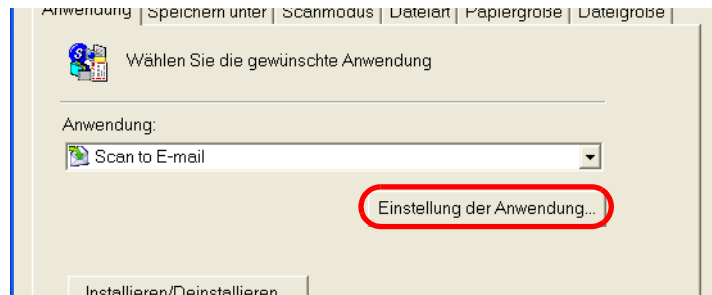 Anwendung | Speichern unter | Scanmodus | Dateiart | Papiergröße | Dateigröße
Wählen Sie die gewünschte Anwendung
Anwendung:
Scan to E-mail
Einstellung der Anwendung...
Installieren/Deinstallieren...